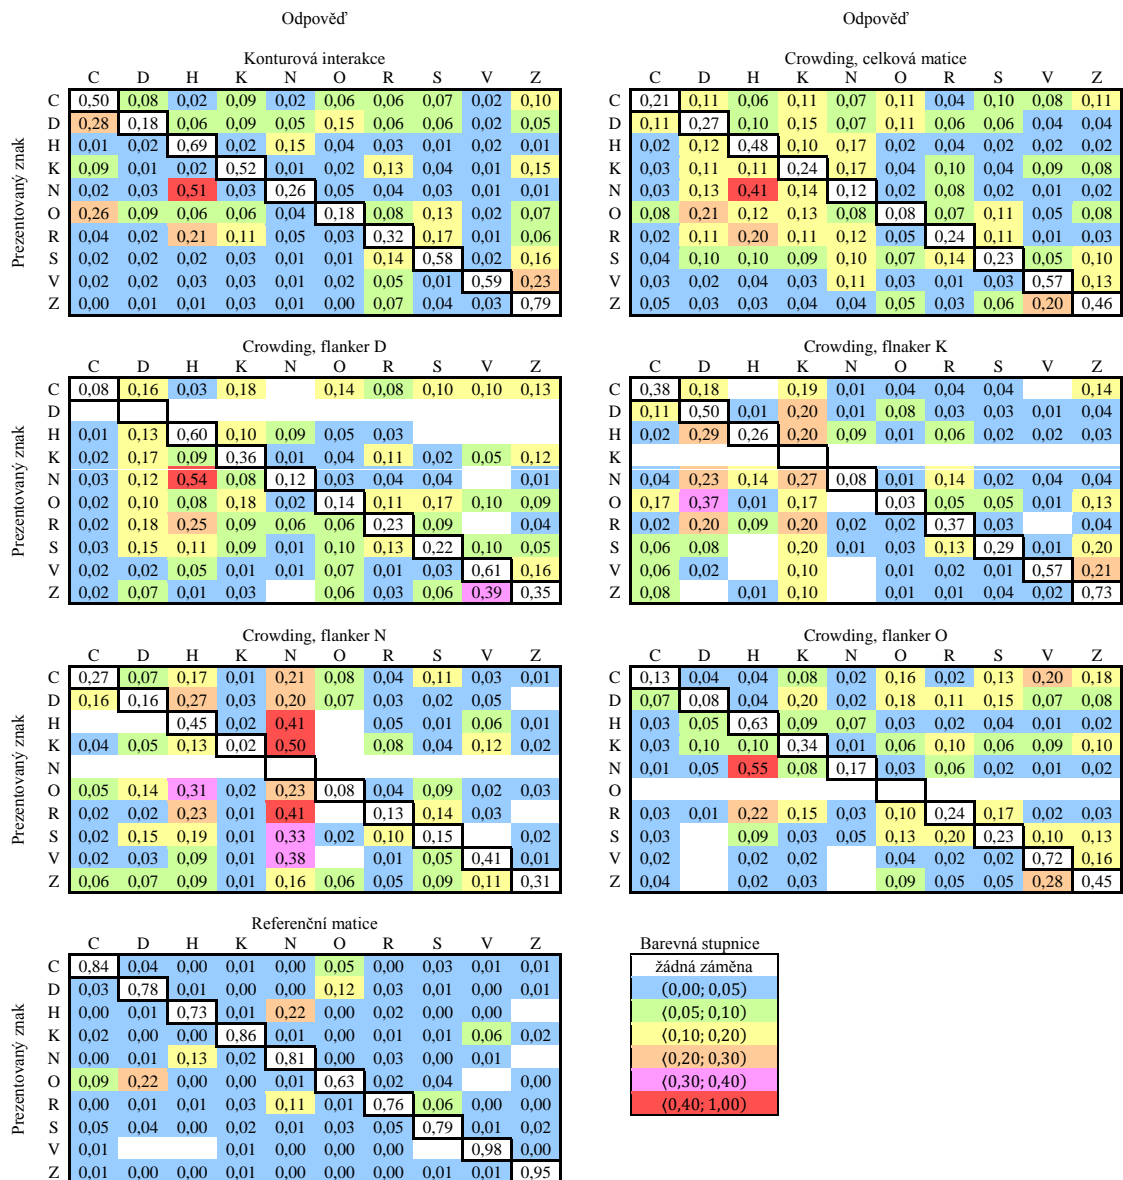 Odpověď Odpověď
Konturová interakce Crowding, celková matice
C D H K N O R S V Z C D H K N O R S V Z
C 0,50 0,08 0,02 0,09 0,02 0,06 0,06 0,07 0,02 0,10 C 0,21 0,11 0,06 0,11 0,07 0,11 0,04 0,10 0,08 0,11
D 0,28 0,18 0,06 0,09 0,05 0,15 0,06 0,06 0,02 0,05 D 0,11 0,27 0,10 0,15 0,07 0,11 0,06 0,06 0,04 0,04
H 0,01 0,02 0,69 0,02 0,15 0,04 0,03 0,01 0,02 0,01 H 0,02 0,12 0,48 0,10 0,17 0,02 0,04 0,02 0,02 0,02
K 0,09 0,01 0,02 0,52 0,01 0,02 0,13 0,04 0,01 0,15 K 0,03 0,11 0,11 0,24 0,17 0,04 0,10 0,04 0,09 0,08
N 0,02 0,03 0,51 0,03 0,26 0,05 0,04 0,03 0,01 0,01 N 0,03 0,13 0,41 0,14 0,12 0,02 0,08 0,02 0,01 0,02
O 0,26 0,09 0,06 0,06 0,04 0,18 0,08 0,13 0,02 0,07 O 0,08 0,21 0,12 0,13 0,08 0,08 0,07 0,11 0,05 0,08
R 0,04 0,02 0,21 0,11 0,05 0,03 0,32 0,17 0,01 0,06 R 0,02 0,11 0,20 0,11 0,12 0,05 0,24 0,11 0,01 0,03
S 0,02 0,02 0,02 0,03 0,01 0,01 0,14 0,58 0,02 0,16 S 0,04 0,10 0,10 0,09 0,10 0,07 0,14 0,23 0,05 0,10
V 0,02 0,02 0,03 0,03 0,01 0,02 0,05 0,01 0,59 0,23 V 0,03 0,02 0,04 0,03 0,11 0,03 0,01 0,03 0,57 0,13
Z 0,00 0,01 0,01 0,03 0,01 0,00 0,07 0,04 0,03 0,79 Z 0,05 0,03 0,03 0,04 0,04 0,05 0,03 0,06 0,20 0,46
Prezentovaný znak
Crowding, flanker D Crowding, flnaker K
C D H K N O R S V Z C D H K N O R S V Z
C 0,08 0,16 0,03 0,18 0,14 0,08 0,10 0,10 0,13 C 0,38 0,18 0,19 0,01 0,04 0,04 0,04 0,14
D D 0,11 0,50 0,01 0,20 0,01 0,08 0,03 0,03 0,01 0,04
H 0,01 0,13 0,60 0,10 0,09 0,05 0,03 H 0,02 0,29 0,26 0,20 0,09 0,01 0,06 0,02 0,02 0,03
K 0,02 0,17 0,09 0,36 0,01 0,04 0,11 0,02 0,05 0,12 K
N 0,03 0,12 0,54 0,08 0,12 0,03 0,04 0,04 0,01 N 0,04 0,23 0,14 0,27 0,08 0,01 0,14 0,02 0,04 0,04
O 0,02 0,10 0,08 0,18 0,02 0,14 0,11 0,17 0,10 0,09 O 0,17 0,37 0,01 0,17 0,03 0,05 0,05 0,01 0,13
R 0,02 0,18 0,25 0,09 0,06 0,06 0,23 0,09 0,04 R 0,02 0,20 0,09 0,20 0,02 0,02 0,37 0,03 0,04
S 0,03 0,15 0,11 0,09 0,01 0,10 0,13 0,22 0,10 0,05 S 0,06 0,08 0,20 0,01 0,03 0,13 0,29 0,01 0,20
V 0,02 0,02 0,05 0,01 0,01 0,07 0,01 0,03 0,61 0,16 V 0,06 0,02 0,10 0,01 0,02 0,01 0,57 0,21
Z 0,02 0,07 0,01 0,03 0,06 0,03 0,06 0,39 0,35 Z 0,08 0,01 0,10 0,01 0,01 0,04 0,02 0,73
Prezentovaný znak
Crowding, flanker N Crowding, flanker O
C D H K N O R S V Z C D H K N O R S V Z
C 0,27 0,07 0,17 0,01 0,21 0,08 0,04 0,11 0,03 0,01 C 0,13 0,04 0,04 0,08 0,02 0,16 0,02 0,13 0,20 0,18
D 0,16 0,16 0,27 0,03 0,20 0,07 0,03 0,02 0,05 D 0,07 0,08 0,04 0,20 0,02 0,18 0,11 0,15 0,07 0,08
H 0,45 0,02 0,41 0,05 0,01 0,06 0,01 H 0,03 0,05 0,63 0,09 0,07 0,03 0,02 0,04 0,01 0,02
K 0,04 0,05 0,13 0,02 0,50 0,08 0,04 0,12 0,02 K 0,03 0,10 0,10 0,34 0,01 0,06 0,10 0,06 0,09 0,10
N N 0,01 0,05 0,55 0,08 0,17 0,03 0,06 0,02 0,01 0,02
O 0,05 0,14 0,31 0,02 0,23 0,08 0,04 0,09 0,02 0,03 O
R 0,02 0,02 0,23 0,01 0,41 0,13 0,14 0,03 R 0,03 0,01 0,22 0,15 0,03 0,10 0,24 0,17 0,02 0,03
S 0,02 0,15 0,19 0,01 0,33 0,02 0,10 0,15 0,02 S 0,03 0,09 0,03 0,05 0,13 0,20 0,23 0,10 0,13
V 0,02 0,03 0,09 0,01 0,38 0,01 0,05 0,41 0,01 V 0,02 0,02 0,02 0,04 0,02 0,02 0,72 0,16
Z 0,06 0,07 0,09 0,01 0,16 0,06 0,05 0,09 0,11 0,31 Z 0,04 0,02 0,03 0,09 0,05 0,05 0,28 0,45
Prezentovaný znak
Referenční matice
C D H K N O R S V Z Barevná stupnice
C 0,84 0,04 0,00 0,01 0,00 0,05 0,00 0,03 0,01 0,01 žádná záměna
D 0,03 0,78 0,01 0,00 0,00 0,12 0,03 0,01 0,00 0,01 (0,00; 0,05)
H 0,00 0,01 0,73 0,01 0,22 0,00 0,02 0,00 0,00 ⟨0,05; 0,10)
K 0,02 0,00 0,00 0,86 0,01 0,00 0,01 0,01 0,06 0,02 ⟨0,10; 0,20)
N 0,00 0,01 0,13 0,02 0,81 0,00 0,03 0,00 0,01 ⟨0,20; 0,30)
O 0,09 0,22 0,00 0,00 0,01 0,63 0,02 0,04 0,00 ⟨0,30; 0,40)
R 0,00 0,01 0,01 0,03 0,11 0,01 0,76 0,06 0,00 0,00 ⟨0,40; 1,00)
S 0,05 0,04 0,00 0,02 0,01 0,03 0,05 0,79 0,01 0,02
V 0,01 0,01 0,00 0,00 0,00 0,00 0,98 0,00
Z 0,01 0,00 0,00 0,01 0,00 0,00 0,00 0,01 0,01 0,95
Prezentovaný znak